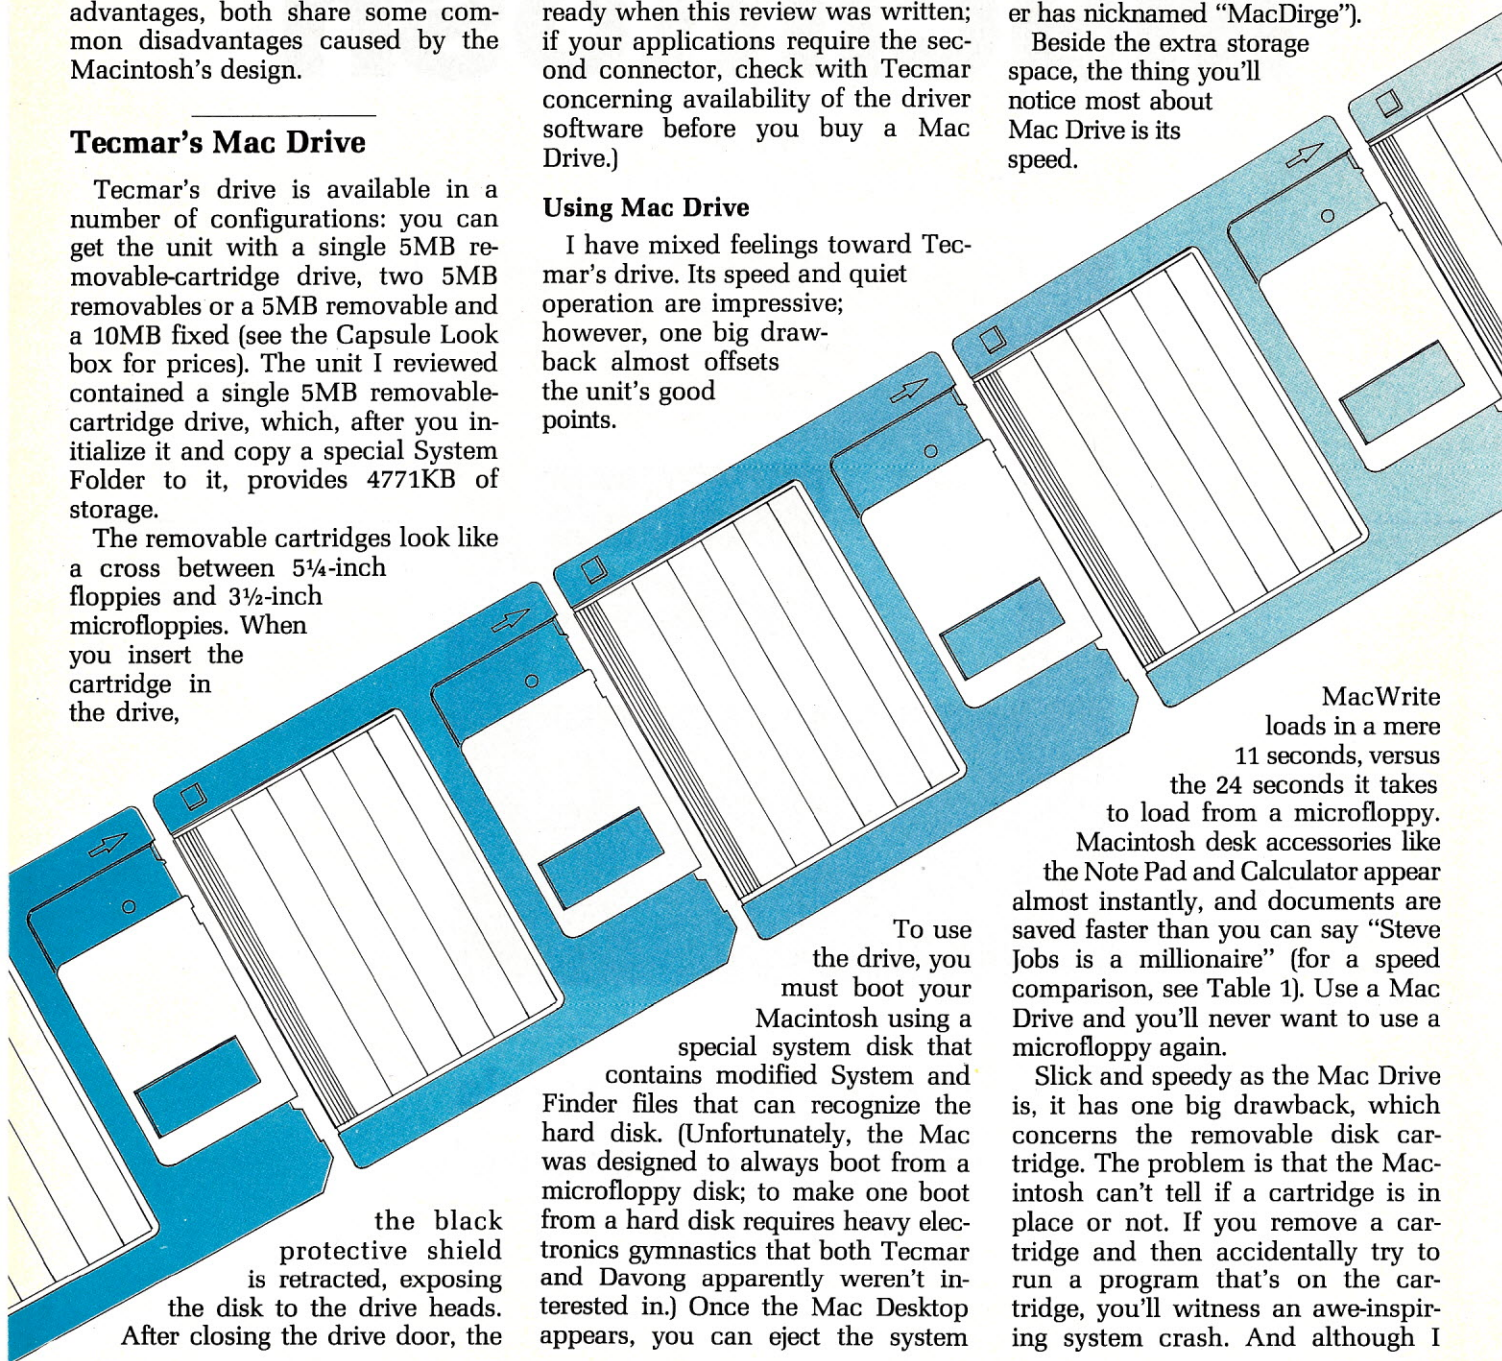 advantages, both share some com-
mon disadvantages caused by the
Macintosh's design.
Tecmar's Mac Drive
Tecmar's drive is available in a
number of configurations: you can
get the unit with a single 5MB re-
movable-cartridge drive, two 5MB
removables or a 5MB removable and
a 10MB fixed (see the Capsule Look
box for prices). The unit I reviewed
contained a single 5MB removable-
cartridge drive, which, after you in-
itialize it and copy a special System
Folder to it, provides 4771KB of
storage.
The removable cartridges look like
a cross between 5¼-inch
floppies and 3½-inch
microfloppies. When
you insert the
cartridge in
the drive,
the black
protective shield
is retracted, exposing
the disk to the drive heads.
After closing the drive door, the
ready when this review was written;
if your applications require the sec-
ond connector, check with Tecmar
concerning availability of the driver
software before you buy a Mac
Drive.)
Using Mac Drive
I have mixed feelings toward Tec-
mar's drive. Its speed and quiet
operation are impressive;
however, one big draw-
back almost offsets
the unit's good
points.
To use
the drive, you
must boot your
Macintosh using a
special system disk that
contains modified System and
Finder files that can recognize the
hard disk. (Unfortunately, the Mac
was designed to always boot from a
microfloppy disk; to make one boot
from a hard disk requires heavy elec-
tronics gymnastics that both Tecmar
and Davong apparently weren't in-
terested in.) Once the Mac Desktop
appears, you can eject the system
er has nicknamed “MacDirge”).
Beside the extra storage
space, the thing you'll
notice most about
Mac Drive is its
speed.
MacWrite
loads in a mere
11 seconds, versus
the 24 seconds it takes
to load from a microfloppy.
Macintosh desk accessories like
the Note Pad and Calculator appear
almost instantly, and documents are
saved faster than you can say “Steve
Jobs is a millionaire” (for a speed
comparison, see Table 1). Use a Mac
Drive and you'll never want to use a
microfloppy again.
Slick and speedy as the Mac Drive
is, it has one big drawback, which
concerns the removable disk car-
tridge. The problem is that the Mac-
intosh can't tell if a cartridge is in
place or not. If you remove a car-
tridge and then accidentally try to
run a program that's on the car-
tridge, you'll witness an awe-inspir-
ing system crash. And although I